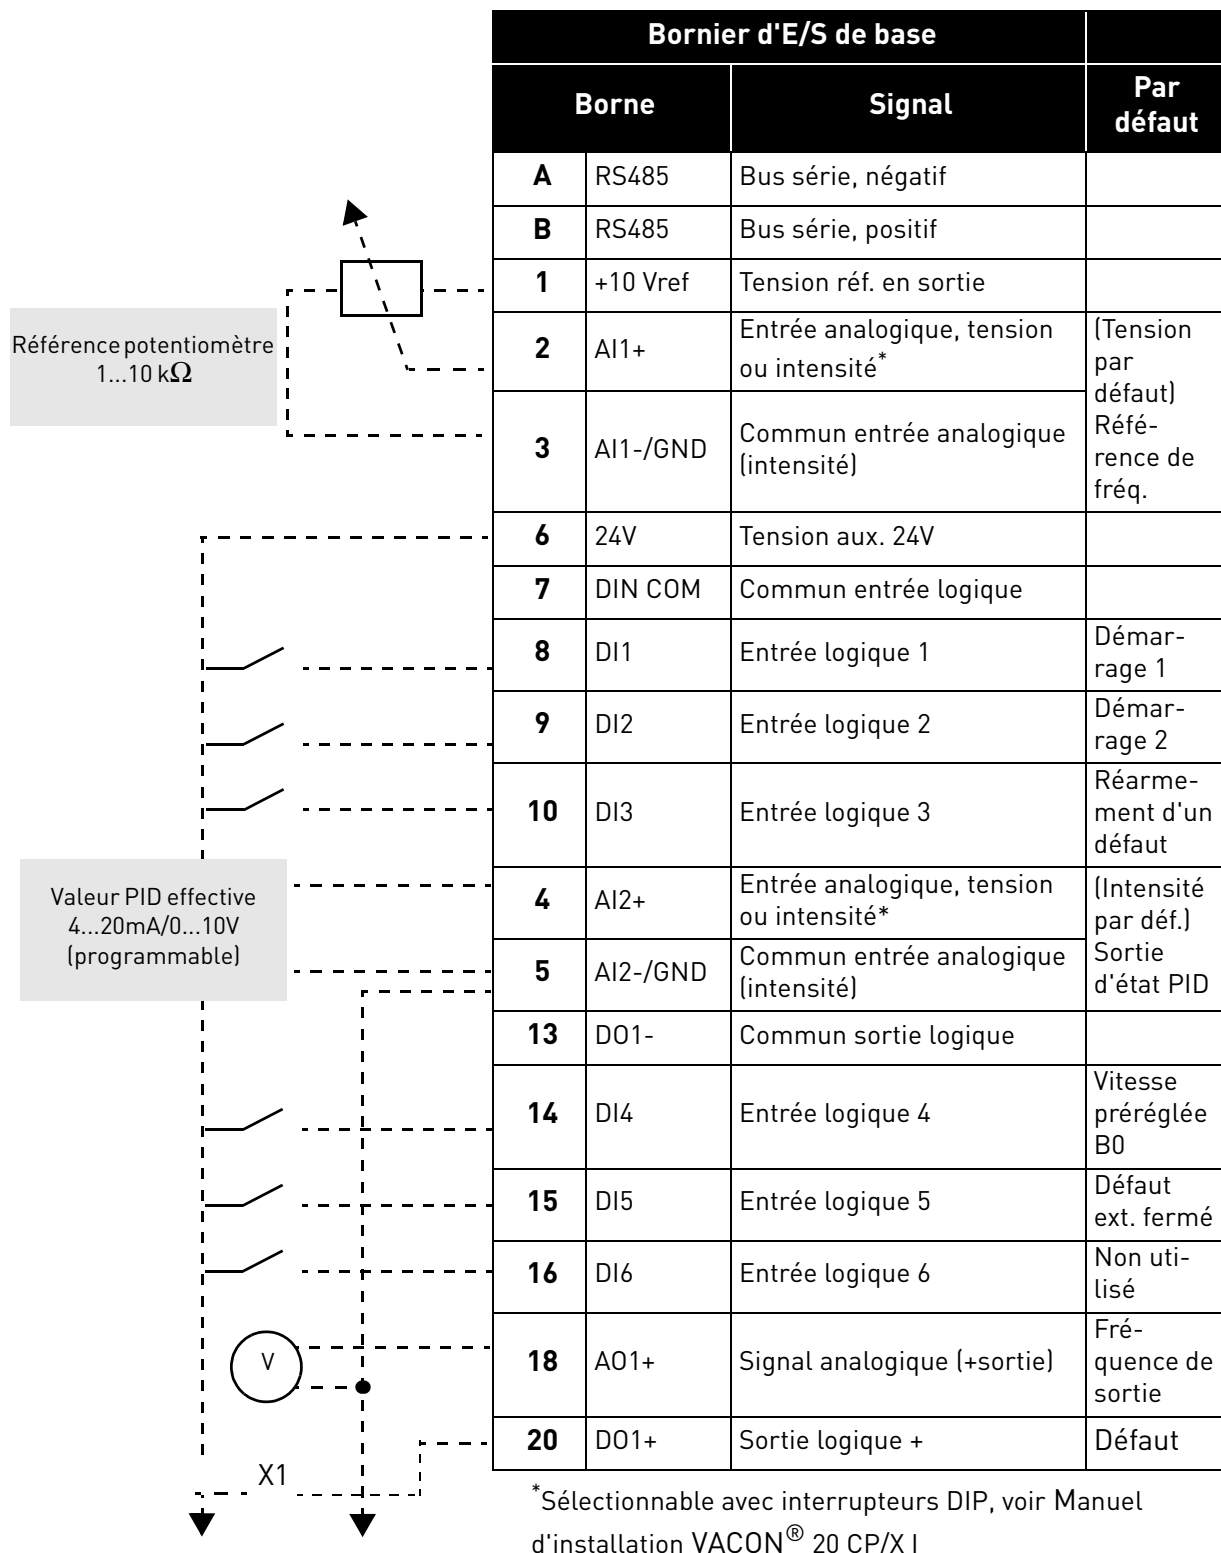 Bornier d'E/S de base
Borne
Signal
Par
défaut
A
RS485
Bus série, négatif
B
RS485
Bus série, positif
1
+10 Vref
Tension réf. en sortie
Référence potentiomètre
1...10 kΩ
2
AI1+
Entrée analogique, tension
ou intensité*
(Tension
par
défaut)
Réfé-
rence de
fréq.
3
AI1-/GND
Commun entrée analogique
(intensité)
6
24V
Tension aux. 24V
7
DIN COM
Commun entrée logique
8
DI1
Entrée logique 1
Démar-
rage 1
9
DI2
Entrée logique 2
Démar-
rage 2
10
DI3
Entrée logique 3
Réarme-
ment d'un
défaut
Valeur PID effective
4...20mA/0...10V
(programmable)
4
AI2+
Entrée analogique, tension
ou intensité*
(Intensité
par déf.)
Sortie
d'état PID
5
AI2-/GND
Commun entrée analogique
(intensité)
13
DO1-
Commun sortie logique
14
DI4
Entrée logique 4
Vitesse
préréglée
B0
15
DI5
Entrée logique 5
Défaut
ext. fermé
16
DI6
Entrée logique 6
Non uti-
lisé
V
18
AO1+
Signal analogique (+sortie)
Fré-
quence de
sortie
20
DO1+
Sortie logique +
Défaut
X1
*Sélectionnable avec interrupteurs DIP, voir Manuel
d'installation VACON® 20 CP/X I